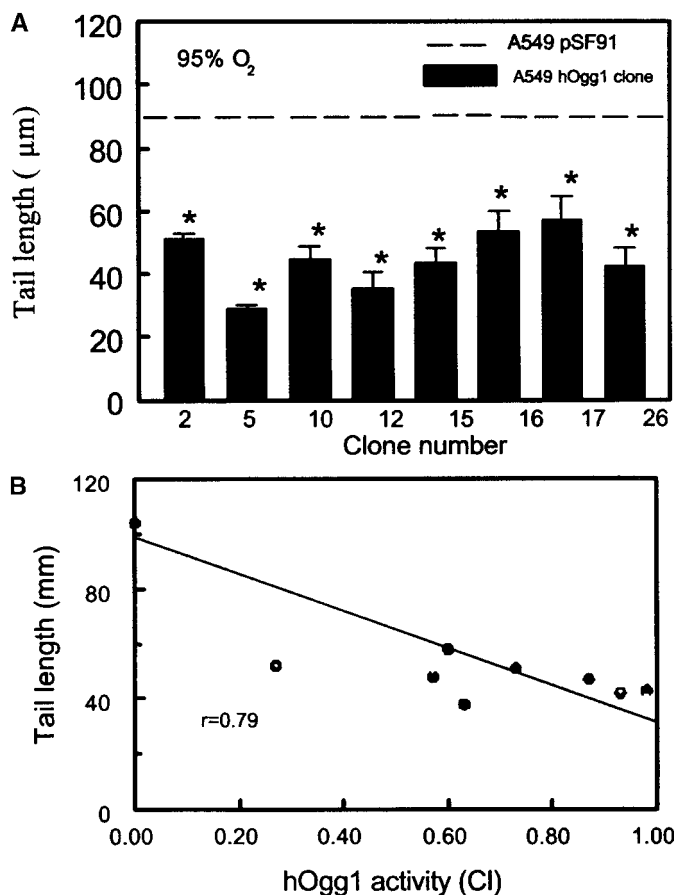 A
120
100
80
60
40
20
0
Tail length ( μm)
95% O2
A549 pSF91
A549 hOgg1 clone
* * * * * * * *
2 5 10 12 15 16 17 26
Clone number
B
120
80
40
0
Tail length (mm)
r=0.79
0.00 0.20 0.40 0.60 0.80 1.00
hOgg1 activity (CI)